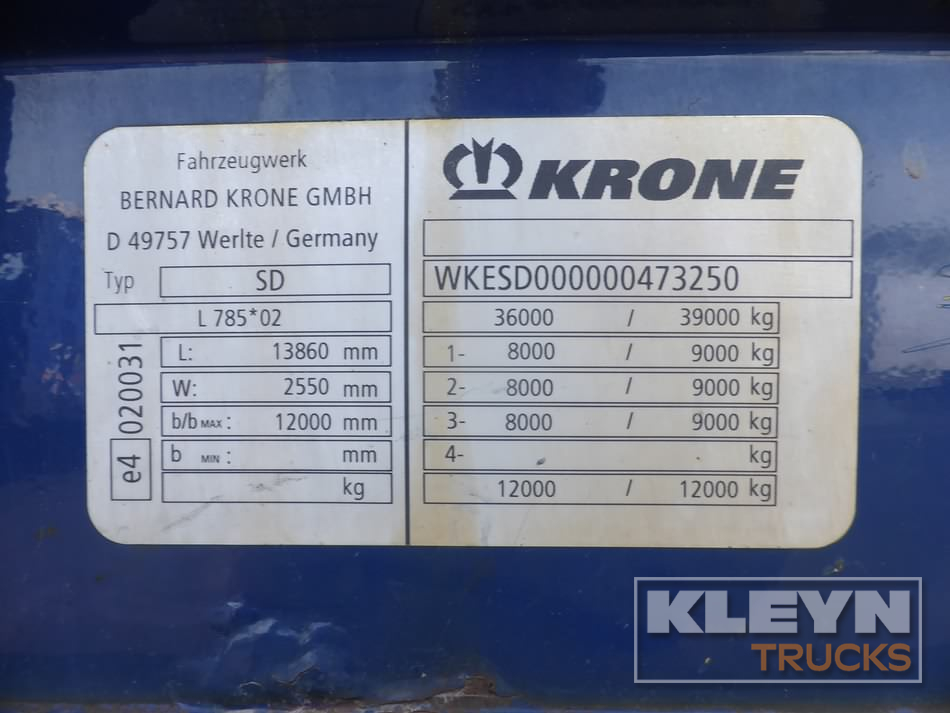 Fahrzeugwerk
BERNARD KRONE GMBH
D 49757 Werlte / Germany
Typ SD
L 785*02
e4 020031
L: 13860 mm
W: 2550 mm
b/b MAX : 12000 mm
b MIN : mm
kg
KRONE
WKESD000000473250
36000 / 39000 kg
1- 8000 / 9000 kg
2- 8000 / 9000 kg
3- 8000 / 9000 kg
4- . / kg
12000 / 12000 kg
KLEYN
TRUCKS